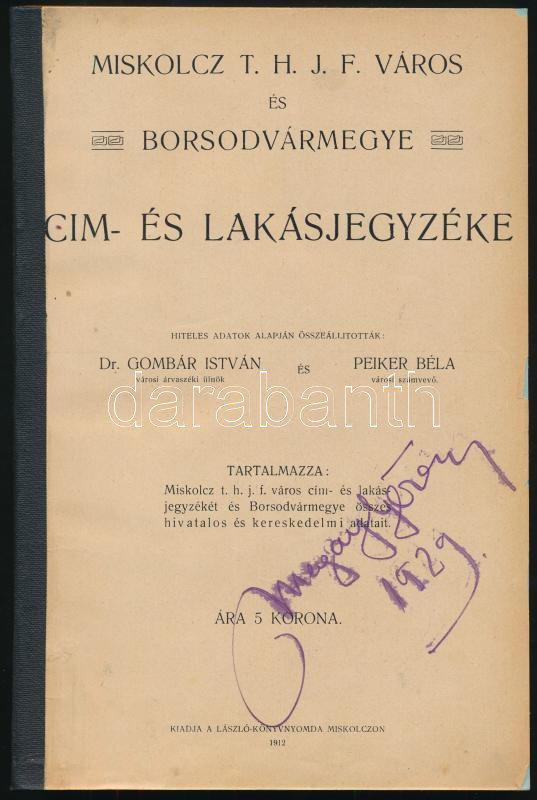 MISKOLCZ T. H. J. F. VÁROS
ÉS
BORSODVÁRMEGYE
CIM- ÉS LAKÁSJEGYZÉKE
HITELES ADATOK ALAPJÁN ÖSSZEÁLLITOTTÁK:
Dr. GOMBÁR ISTVÁN ÉS PEIKER BÉLA
városi árvaszéki ülnök városi számvevő.
darabanth
TARTALMAZZA:
Miskolcz t. h. j. f. város cím- és lakás-
jegyzékét és Borsodvármegye összes
hivatalos és kereskedelmi adatait.
1929.
ÁRA 5 KORONA.
KIADJA A LÁSZLÓ-KÖNYVNYOMDA MISKOLCZON
1912